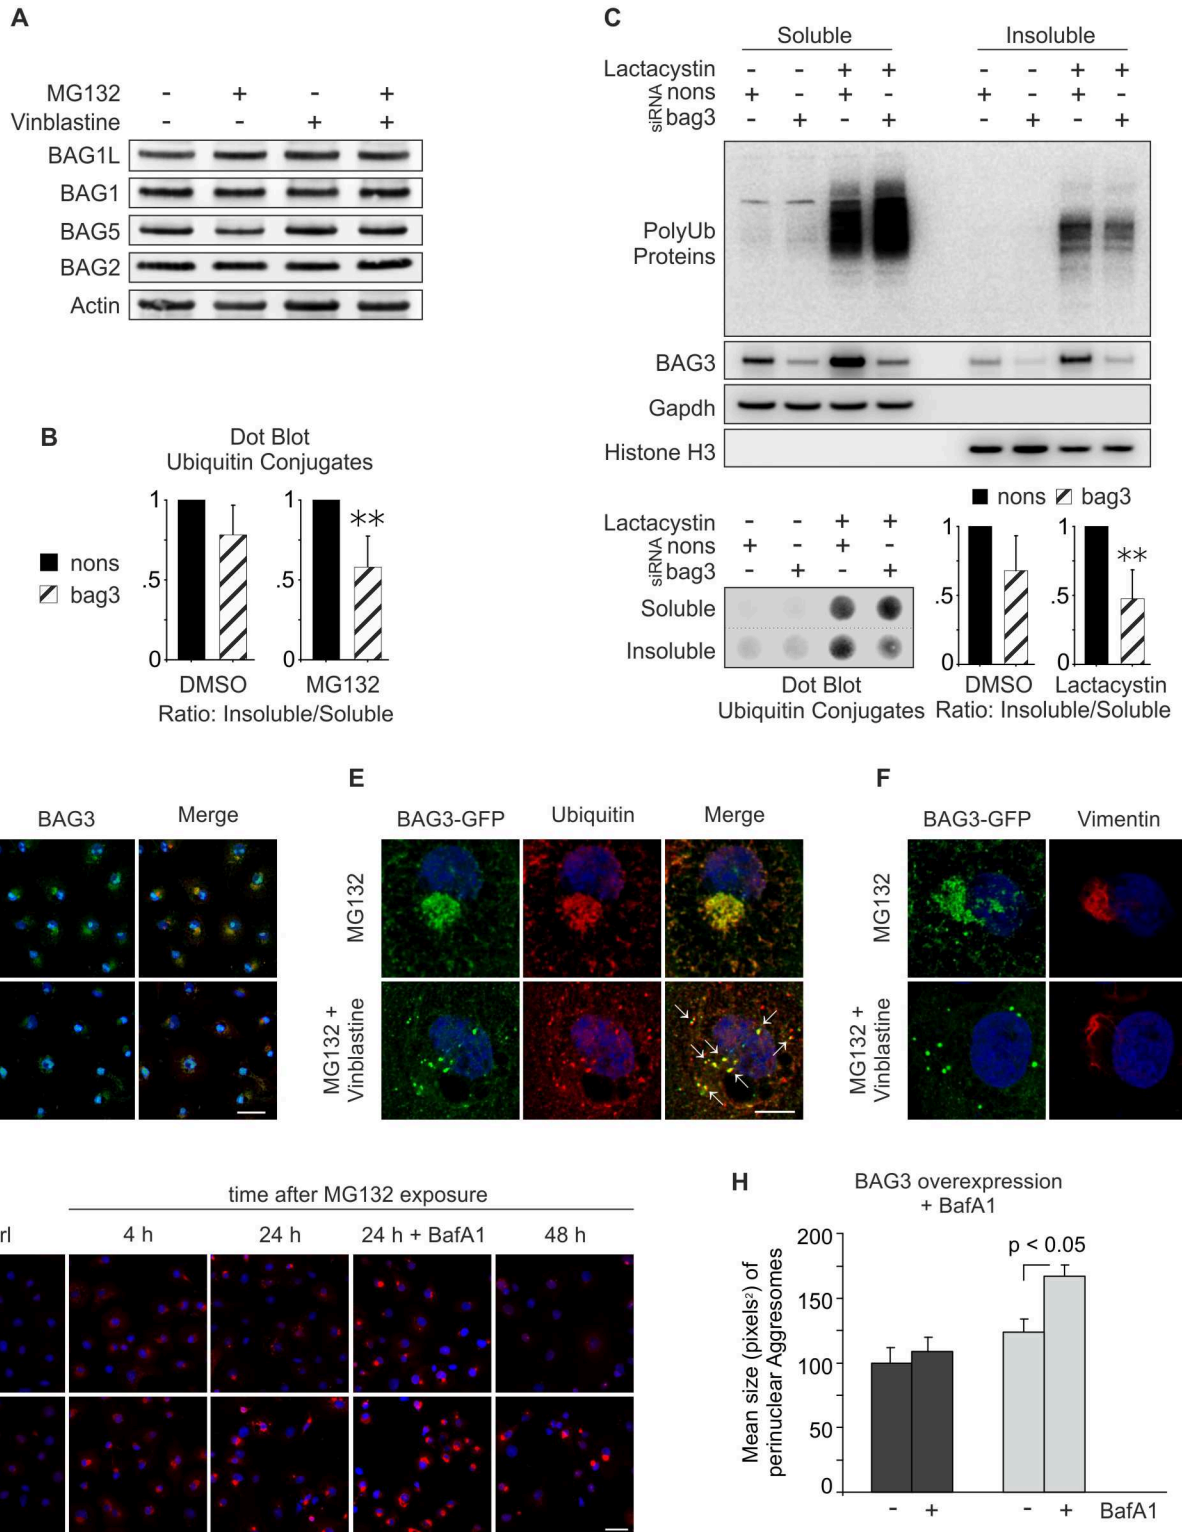 A
MG132 - + - +
Vinblastine - - + +
BAG1L
BAG1
BAG5
BAG2
Actin
B
Dot Blot
Ubiquitin Conjugates
1
.5
0
1
.5
0
**
nons
bag3
DMSO
MG132
Ratio: Insoluble/Soluble
C
Soluble
Insoluble
Lactacystin - - + + - - + +
siRNA
nons + - + - + - + -
bag3 - + - + - + - +
PolyUb
Proteins
BAG3
Gapdh
Histone H3
Lactacystin - - + +
siRNA
nons + - + -
bag3 - + - +
Soluble
Insoluble
Dot Blot
Ubiquitin Conjugates
nons
bag3
1
.5
0
1
.5
0
**
DMSO
Lactacystin
Ratio: Insoluble/Soluble
BAG3
Merge
E
BAG3-GFP
Ubiquitin
Merge
MG132
MG132 +
Vinblastine
F
BAG3-GFP
Vimentin
MG132
MG132 +
Vinblastine
time after MG132 exposure
rl
4 h
24 h
24 h + BafA1
48 h
H
BAG3 overexpression
+ BafA1
Mean size (pixels²) of
perinuclear Aggresomes
200
150
100
50
0
p < 0.05
- + - + BafA1